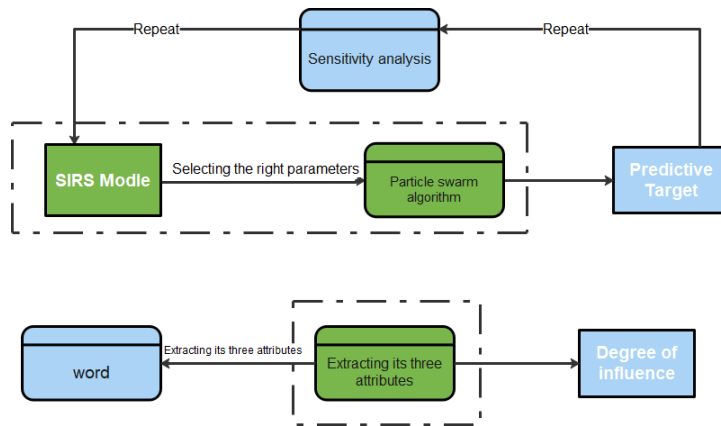 Repeat
Repeat
Sensitivity analysis
SIRS Modle
Selecting the right parameters
Particle swarm
algorithm
Predictive
Target
word
Extracting its three attributes
Extracting its three
attributes
Degree of
influence